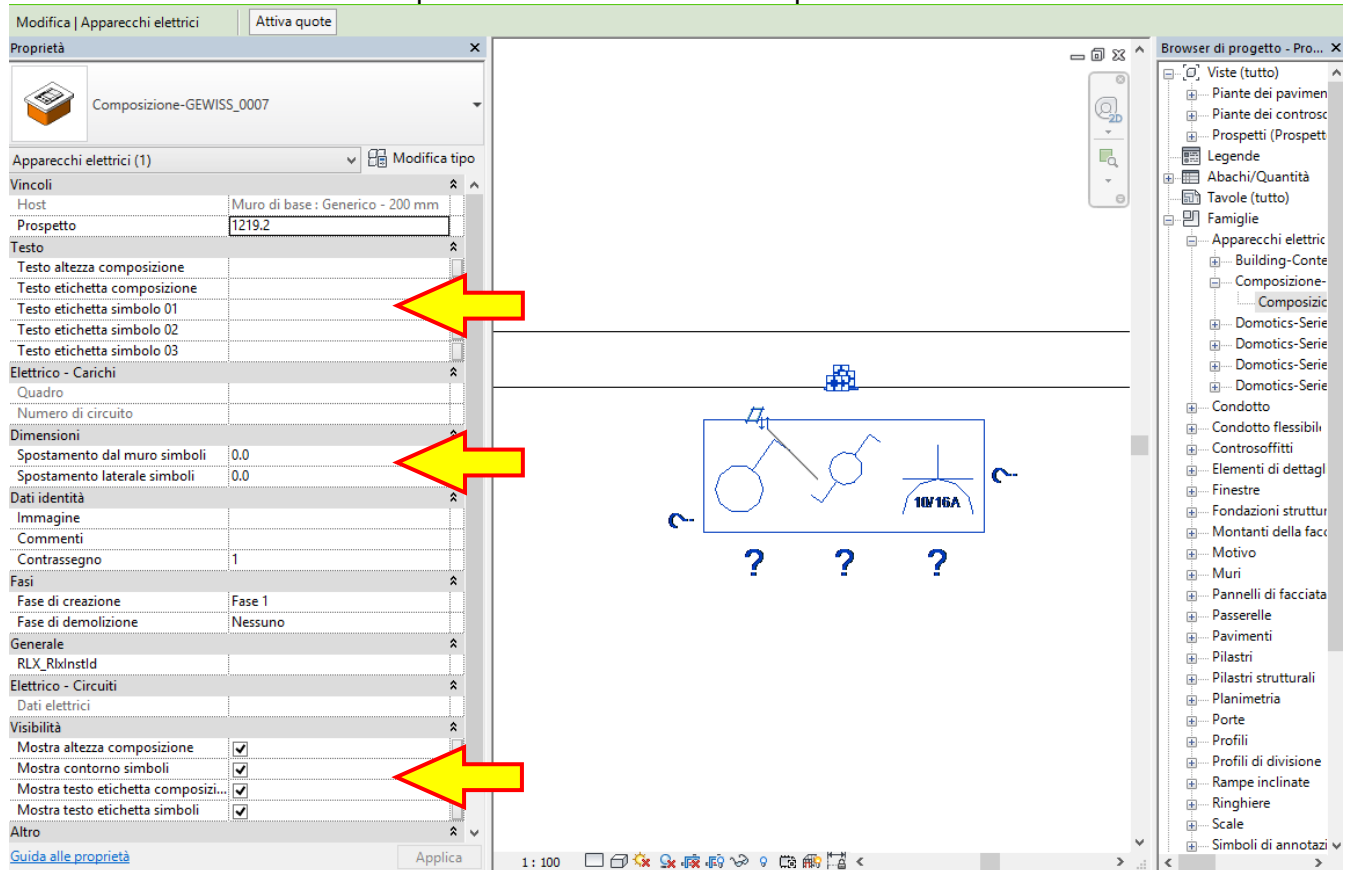 Modifica | Apparecchi elettrici
Attiva quote
Proprietà
Composizione-GEWISS_0007
Apparecchi elettrici (1)
Modifica tipo
Vincoli
Host Muro di base : Generico - 200 mm
Prospetto 1219.2
Testo
Testo altezza composizione
Testo etichetta composizione
Testo etichetta simbolo 01
Testo etichetta simbolo 02
Testo etichetta simbolo 03
Elettrico - Carichi
Quadro
Numero di circuito
Dimensioni
Spostamento dal muro simboli 0.0
Spostamento laterale simboli 0.0
Dati identità
Immagine
Commenti
Contrassegno 1
Fasi
Fase di creazione Fase 1
Fase di demolizione Nessuno
Generale
RLX_RlxInstId
Elettrico - Circuiti
Dati elettrici
Visibilità
Mostra altezza composizione
Mostra contorno simboli
Mostra testo etichetta composizi...
Mostra testo etichetta simboli
Altro
Guida alle proprietà
Applica
2D
10/16A
?
?
? ? ?
1 : 100
Browser di progetto - Pro...
Viste (tutto)
Piante dei pavimen
Piante dei controsc
Prospetti (Prospett
Legende
Abachi/Quantità
Tavole (tutto)
Famiglie
Apparecchi elettric
Building-Conte
Composizione-
Composizic
Domotics-Serie
Domotics-Serie
Domotics-Serie
Domotics-Serie
Condotto
Condotto flessibil
Controsoffitti
Elementi di dettagl
Finestre
Fondazioni struttur
Montanti della facc
Motivo
Muri
Pannelli di facciata
Passerelle
Pavimenti
Pilastri
Pilastri strutturali
Planimetria
Porte
Profili
Profili di divisione
Rampe inclinate
Ringhiere
Scale
Simboli di annotazi